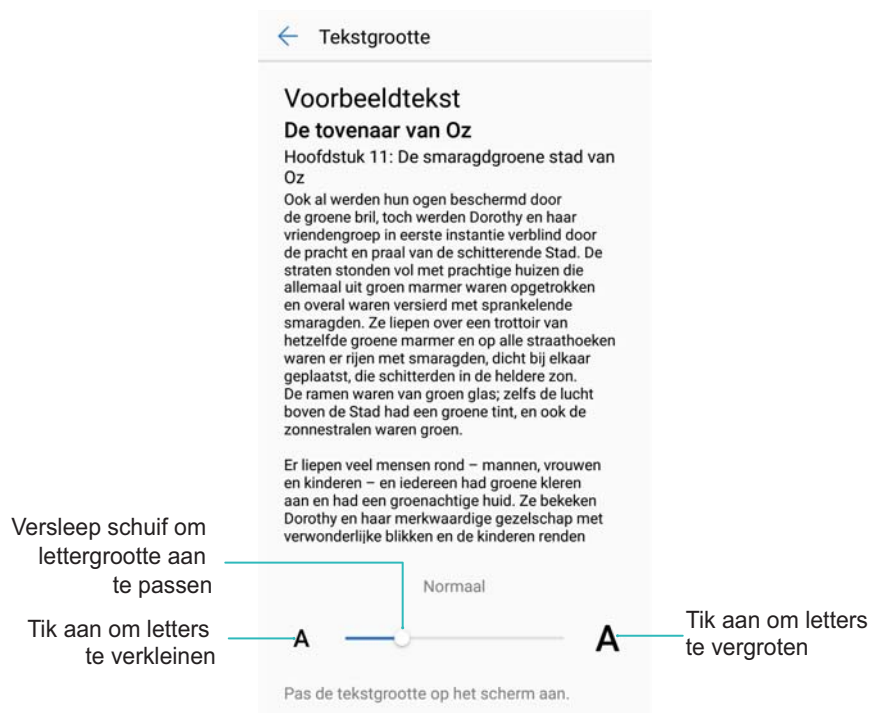 Tekstgrootte
Voorbeeldtekst
De tovenaar van Oz
Hoofdstuk 11: De smaragdgroene stad van
Oz
Ook al werden hun ogen beschermd door
de groene bril, toch werden Dorothy en haar
vriendengroep in eerste instantie verblind door
de pracht en praal van de schitterende Stad. De
straten stonden vol met prachtige huizen die
allemaal uit groen marmer waren opgetrokken
en overal waren versierd met sprankelende
smaragden. Ze liepen over een trottoir van
hetzelfde groene marmer en op alle straathoeken
waren er rijen met smaragden, dicht bij elkaar
geplaatst, die schitterden in de heldere zon.
De ramen waren van groen glas; zelfs de lucht
boven de Stad had een groene tint, en ook de
zonnestralen waren groen.
Er liepen veel mensen rond – mannen, vrouwen
en kinderen – en iedereen had groene kleren
aan en had een groenachtige huid. Ze bekeken
Dorothy en haar merkwaardige gezelschap met
verwonderlijke blikken en de kinderen renden
Versleep schuif om
lettergrootte aan
te passen
Normaal
Tik aan om letters
te verkleinen
A
A
Tik aan om letters
te vergroten
Pas de tekstgrootte op het scherm aan.